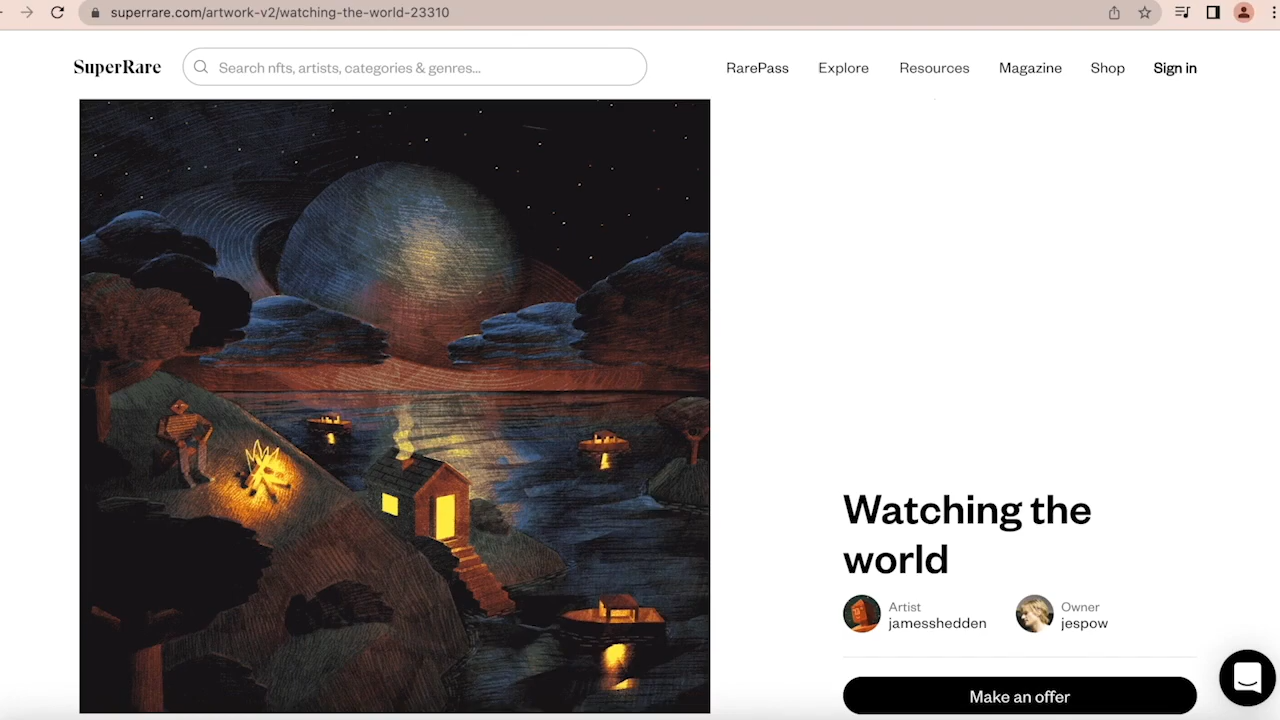 superrare.com/artwork-v2/watching-the-world-23310
SuperRare
Search nfts, artists, categories & genres...
RarePass
Explore
Resources
Magazine
Shop
Sign in
Watching the
world
Artist
jamesshedden
Owner
jespow
Make an offer